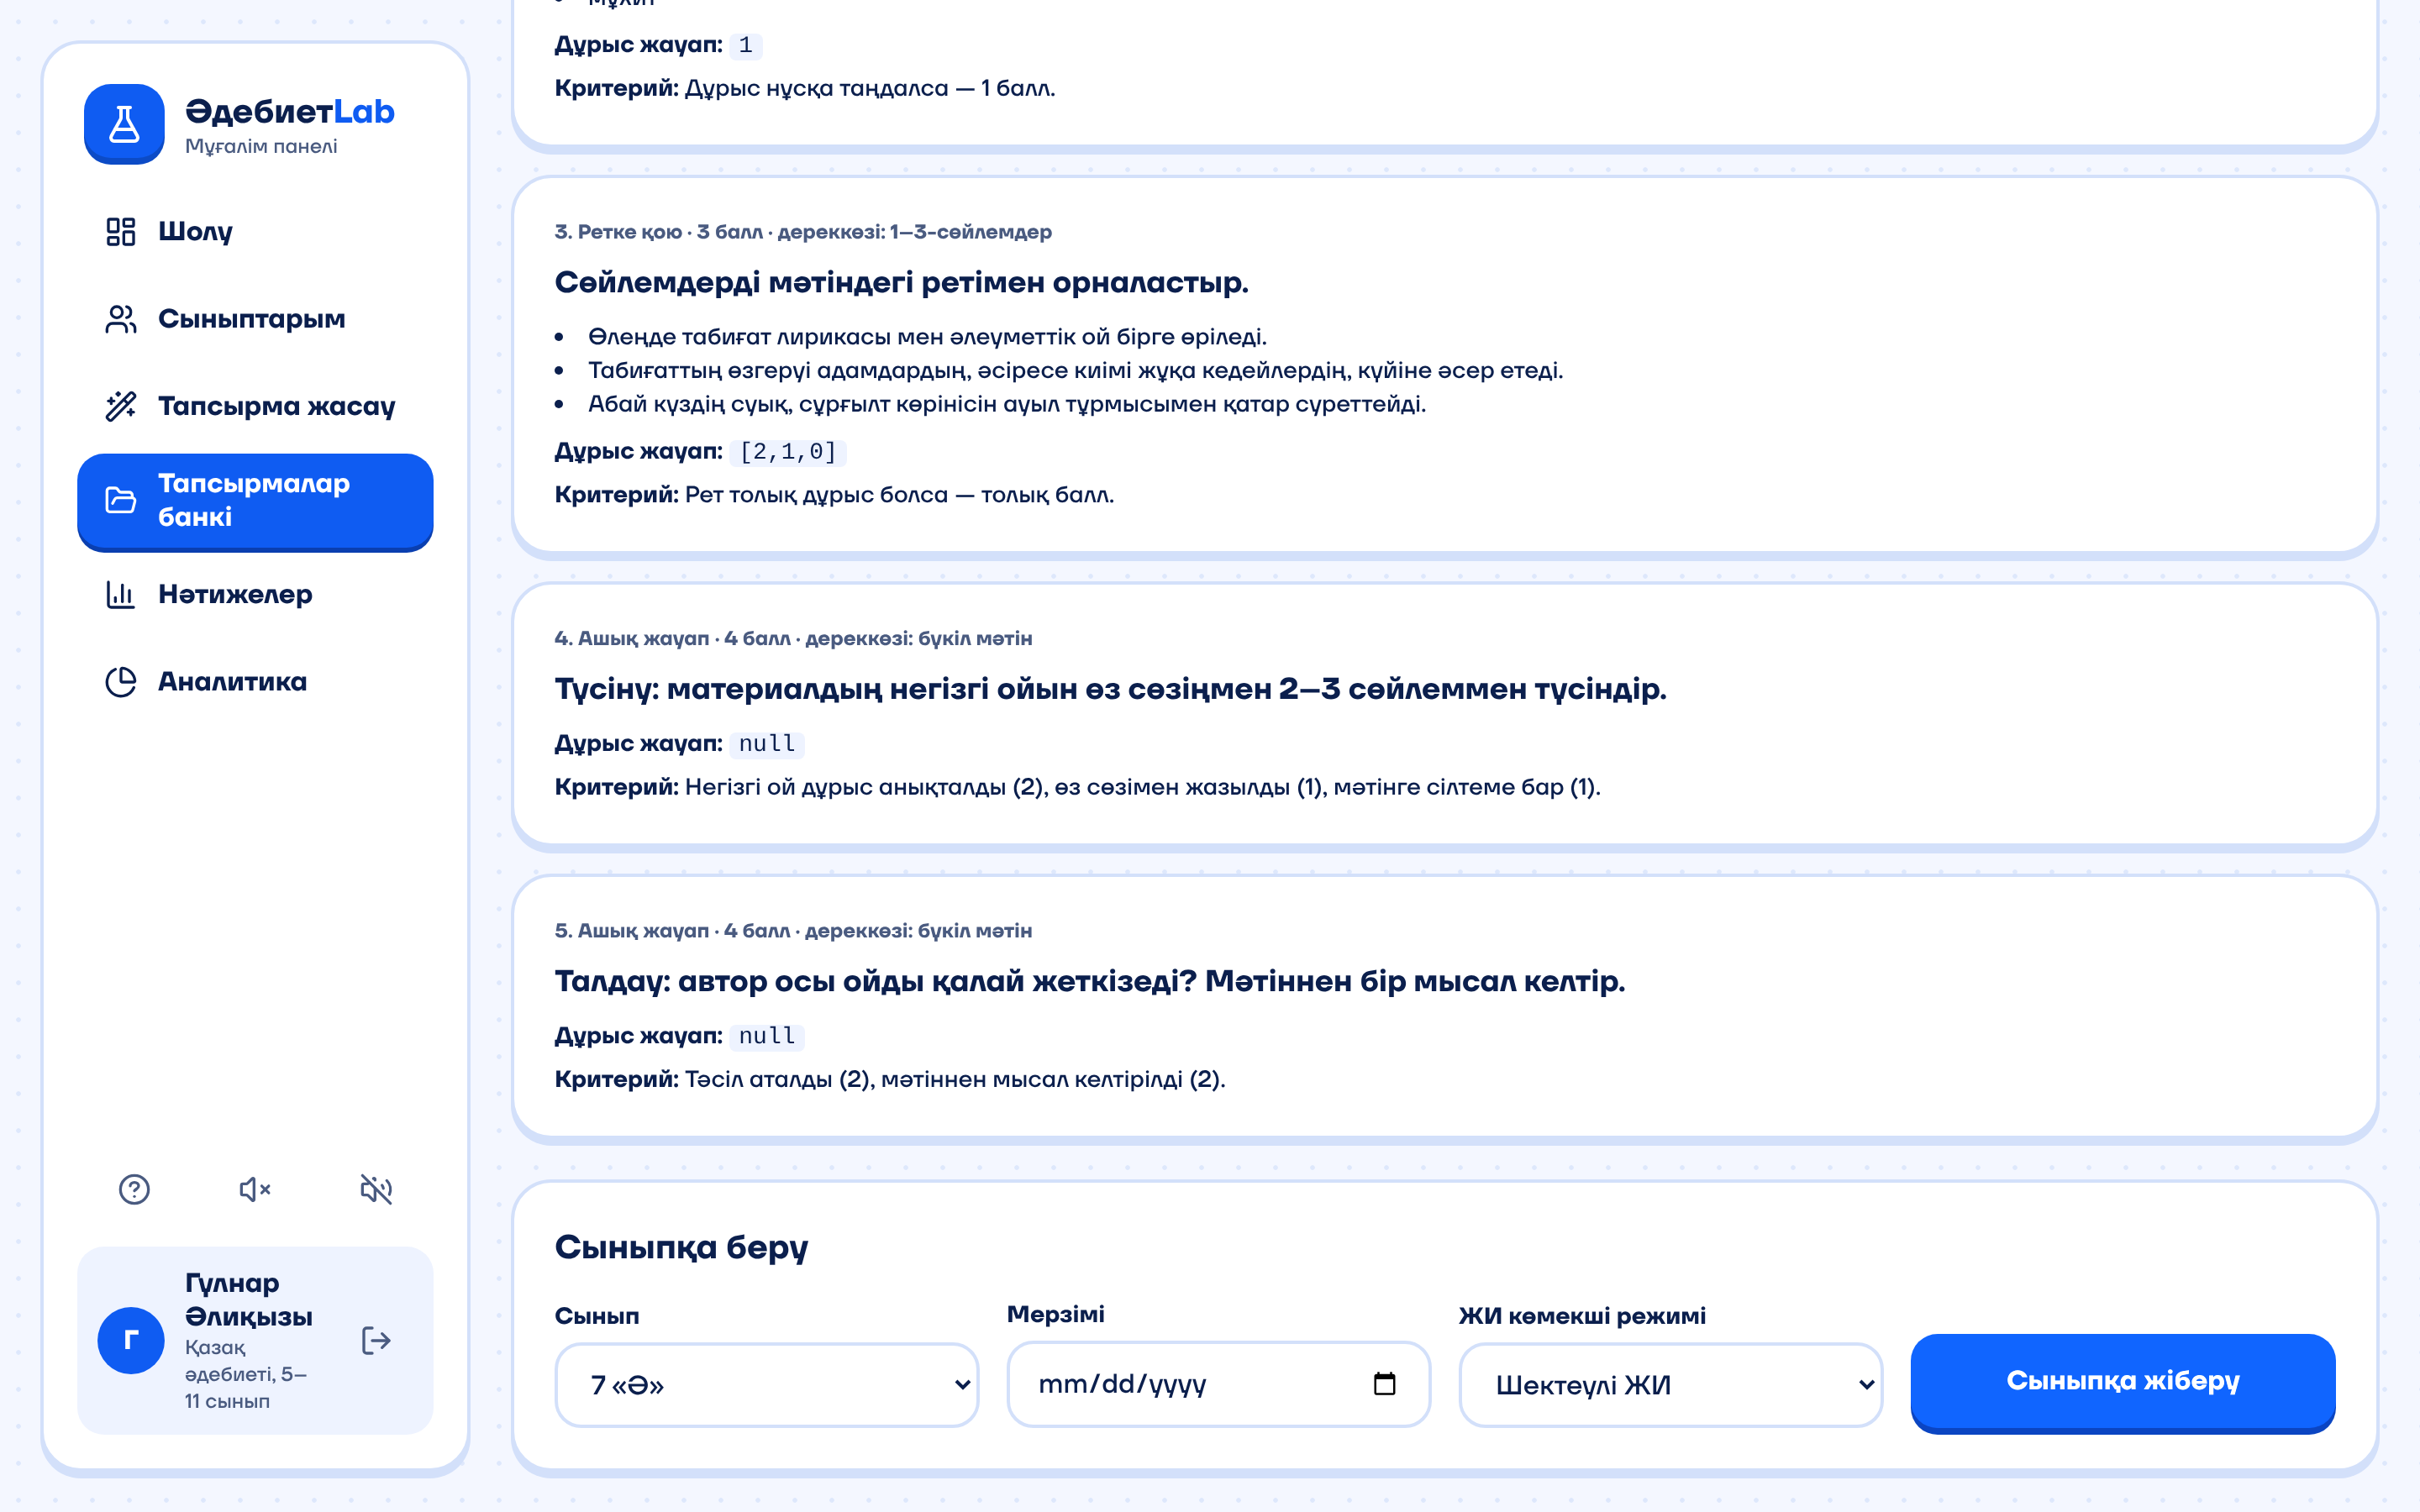 ӘдебиетLab
Мұғалім панелі
Шолу
Сыныптарым
Тапсырма жасау
Тапсырмалар
банкі
Нәтижелер
Аналитика
Гүлнар
Әлиқызы
Қазақ
әдебиеті, 5–
11 сынып
Г
Дұрыс жауап: 1
Критерий: Дұрыс нұсқа таңдалса — 1 балл.
3. Ретке қою · 3 балл · дереккөзі: 1–3-сөйлемдер
Сөйлемдерді мәтіндегі ретімен орналастыр.
• Өлеңде табиғат лирикасы мен әлеуметтік ой бірге өріледі.
• Табиғаттың өзгеруі адамдардың, әсіресе киімі жұқа кедейлердің, күйіне әсер етеді.
• Абай күздің суық, сұрғылт көрінісін ауыл тұрмысымен қатар суреттейді.
Дұрыс жауап: [2,1,0]
Критерий: Рет толық дұрыс болса — толық балл.
4. Ашық жауап · 4 балл · дереккөзі: бүкіл мәтін
Түсіну: материалдың негізгі ойын өз сөзіңмен 2–3 сөйлеммен түсіндір.
Дұрыс жауап: null
Критерий: Негізгі ой дұрыс анықталды (2), өз сөзімен жазылды (1), мәтінге сілтеме бар (1).
5. Ашық жауап · 4 балл · дереккөзі: бүкіл мәтін
Талдау: автор осы ойды қалай жеткізеді? Мәтіннен бір мысал келтір.
Дұрыс жауап: null
Критерий: Тәсіл аталды (2), мәтіннен мысал келтірілді (2).
Сыныпқа беру
Сынып
7 «Ә»
Мерзімі
mm/dd/yyyy
ЖИ көмекші режимі
Шектеулі ЖИ
Сыныпқа жіберу